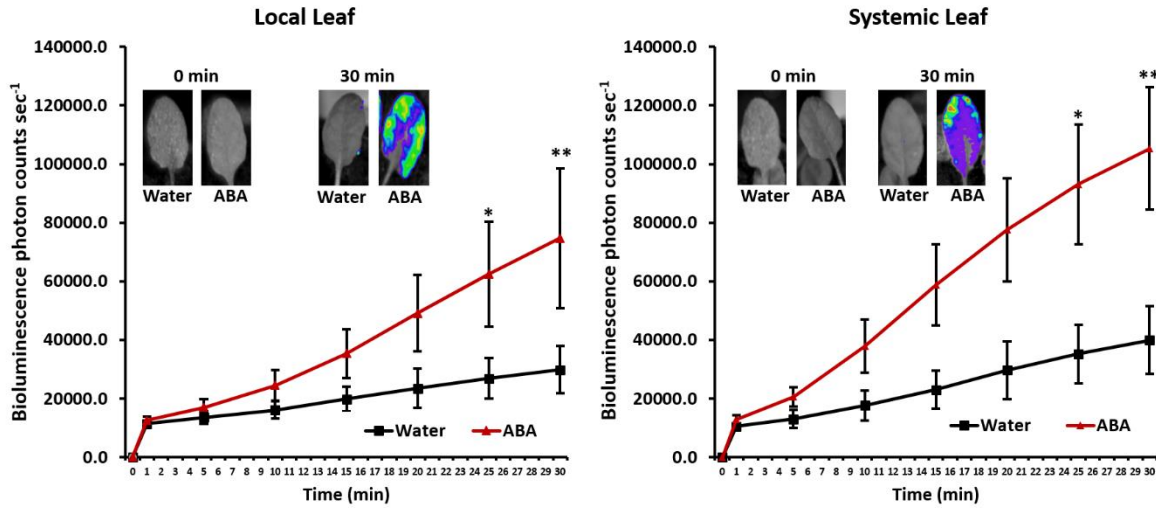 Local Leaf
Bioluminescence photon counts sec⁻¹
140000.0
120000.0
100000.0
80000.0
60000.0
40000.0
20000.0
0.0
0 min
30 min
Water ABA
Water ABA
*
**
Water ABA
0 1 2 3 4 5 6 7 8 9 10 11 12 13 14 15 16 17 18 19 20 21 22 23 24 25 26 27 28 29 30
Time (min)
Systemic Leaf
Bioluminescence photon counts sec⁻¹
140000.0
120000.0
100000.0
80000.0
60000.0
40000.0
20000.0
0.0
0 min
30 min
Water ABA
Water ABA
*
**
Water ABA
0 1 2 3 4 5 6 7 8 9 10 11 12 13 14 15 16 17 18 19 20 21 22 23 24 25 26 27 28 29 30
Time (min)